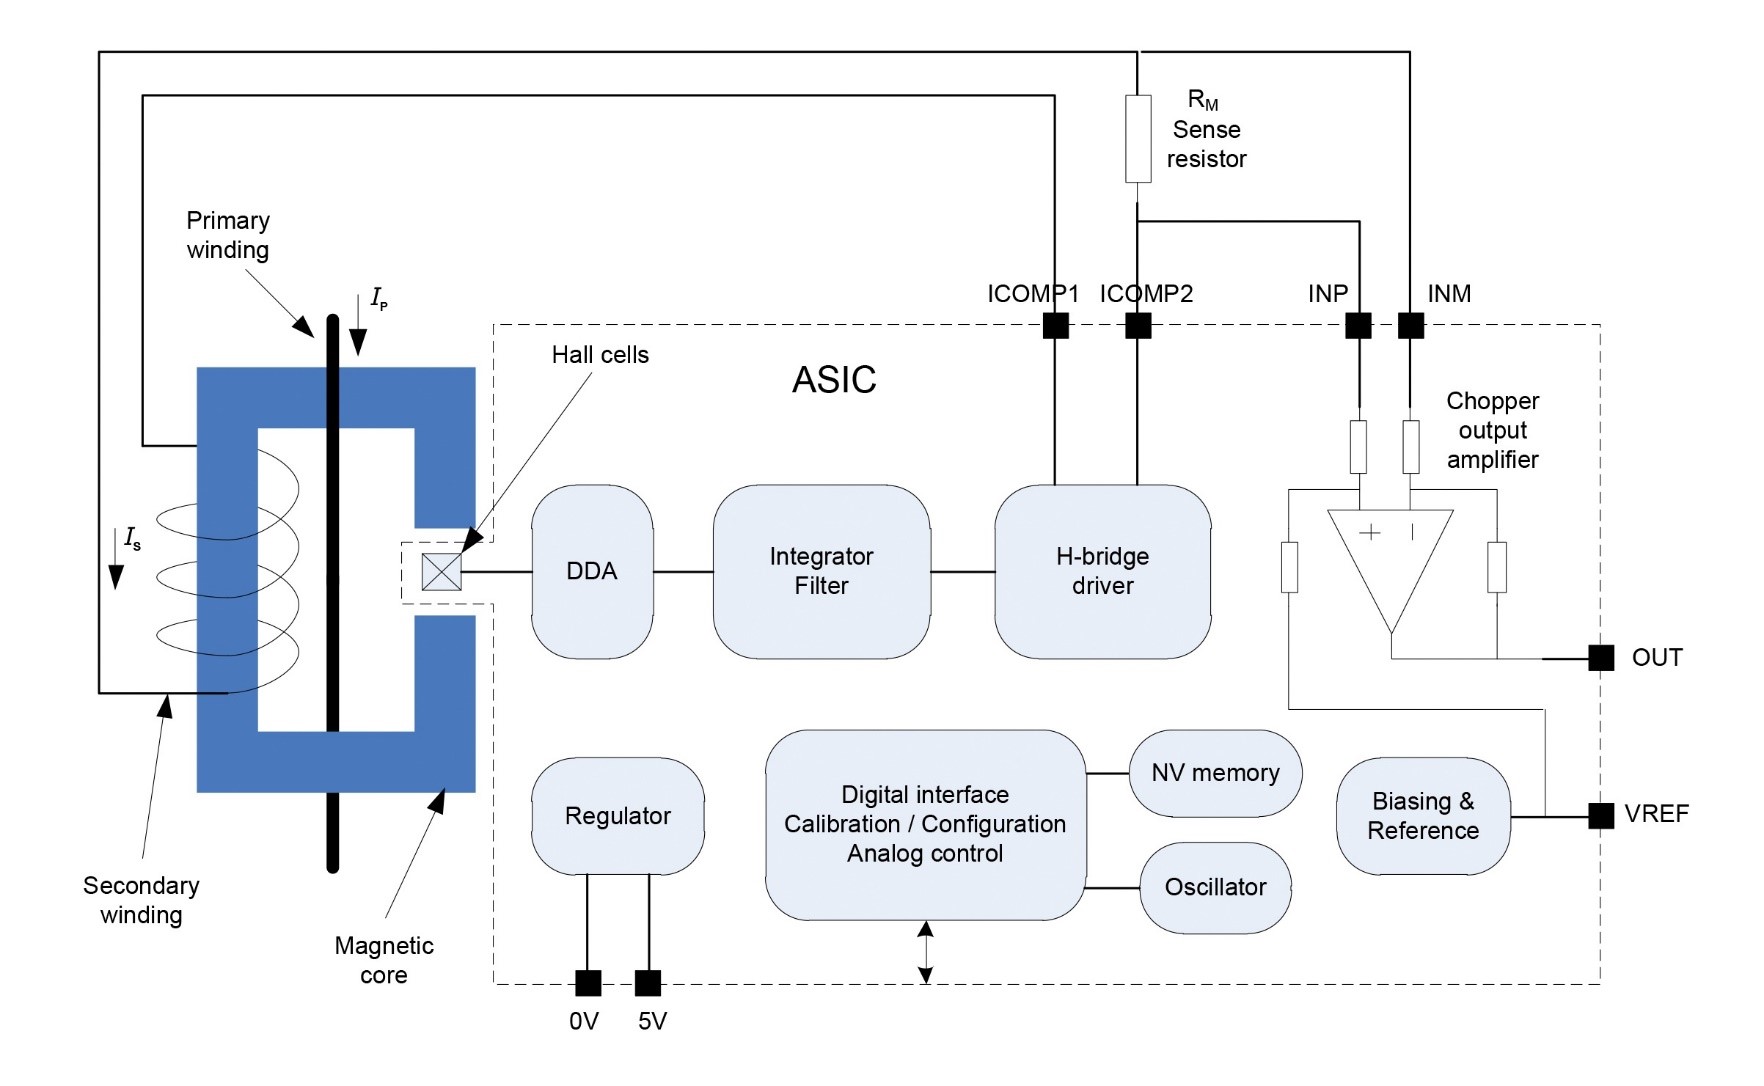 R_M
Sense
resistor
Primary
winding
I_P
ICOMP1
ICOMP2
INP
INM
Hall cells
ASIC
Chopper
output
amplifier
I_S
+
DDA
Integrator
Filter
H-bridge
driver
OUT
Regulator
Digital interface
Calibration / Configuration
Analog control
NV memory
Oscillator
Biasing &
Reference
VREF
Secondary
winding
Magnetic
core
0V
5V